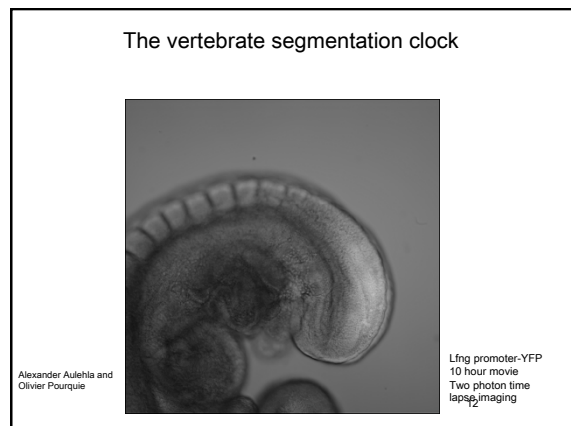 The vertebrate segmentation clock
Alexander Aulehla and
Olivier Pourquie
Lfng promoter-YFP
10 hour movie
Two photon time
lapse imaging
12